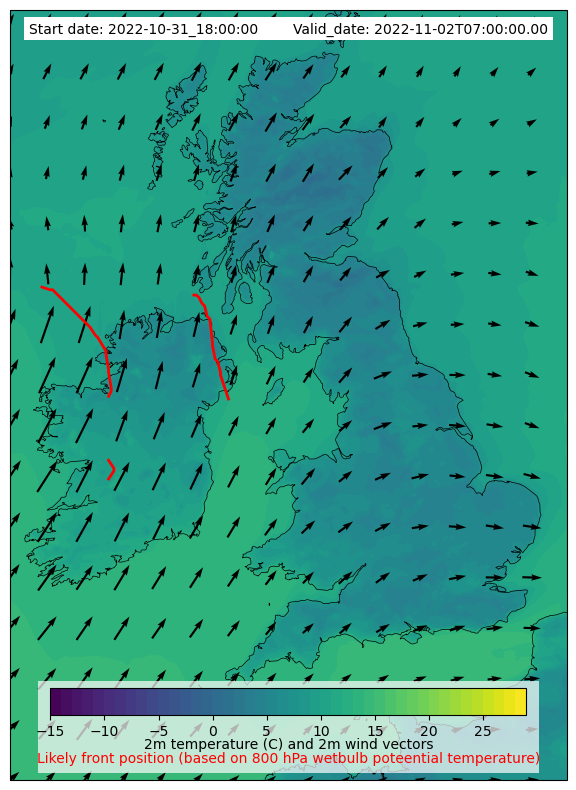 Start date: 2022-10-31_18:00:00 Valid_date: 2022-11-02T07:00:00.00
−15 −10 −5 0 5 10 15 20 25
2m temperature (C) and 2m wind vectors
Likely front position (based on 800 hPa wetbulb poteential temperature)